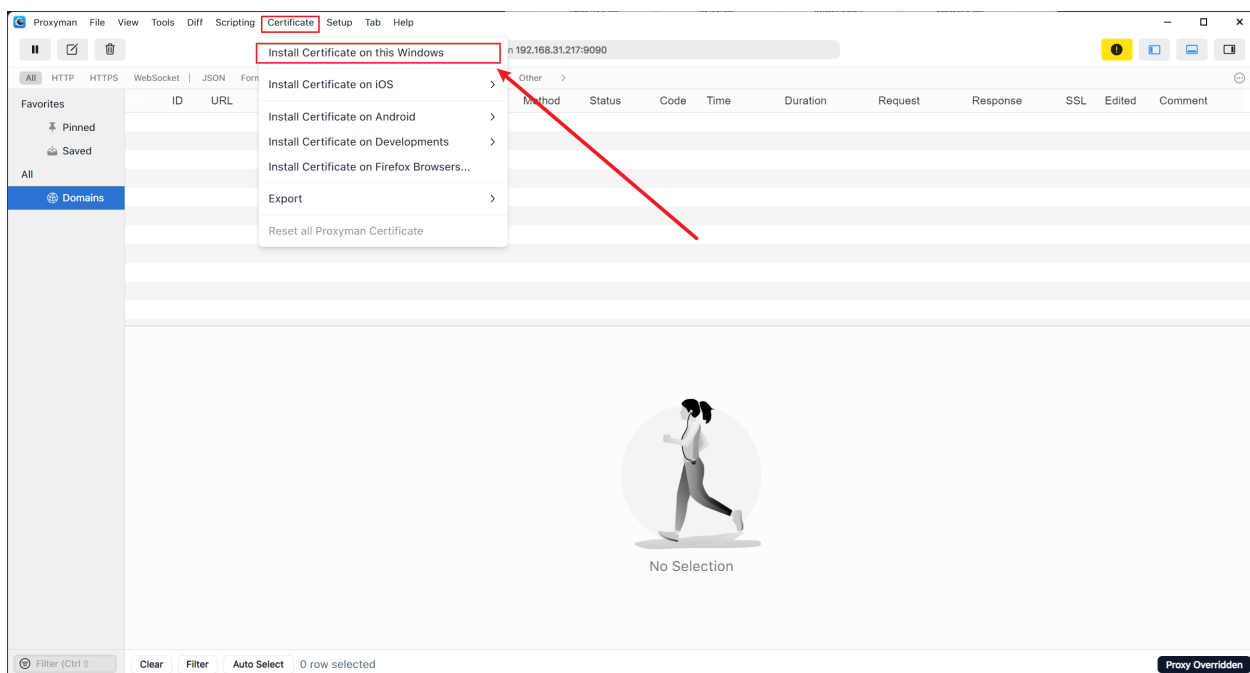 Proxyman File View Tools Diff Scripting Certificate Setup Tab Help
n 192.168.31.217:9090
All HTTP HTTPS WebSocket JSON Form Other
Install Certificate on this Windows
Install Certificate on iOS
Install Certificate on Android
Install Certificate on Developments
Install Certificate on Firefox Browsers...
Export
Reset all Proxyman Certificate
ID URL Method Status Code Time Duration Request Response SSL Edited Comment
Favorites
Pinned
Saved
All
Domains
No Selection
Filter (Ctrl ⇧
Clear Filter Auto Select 0 row selected
Proxy Overridden